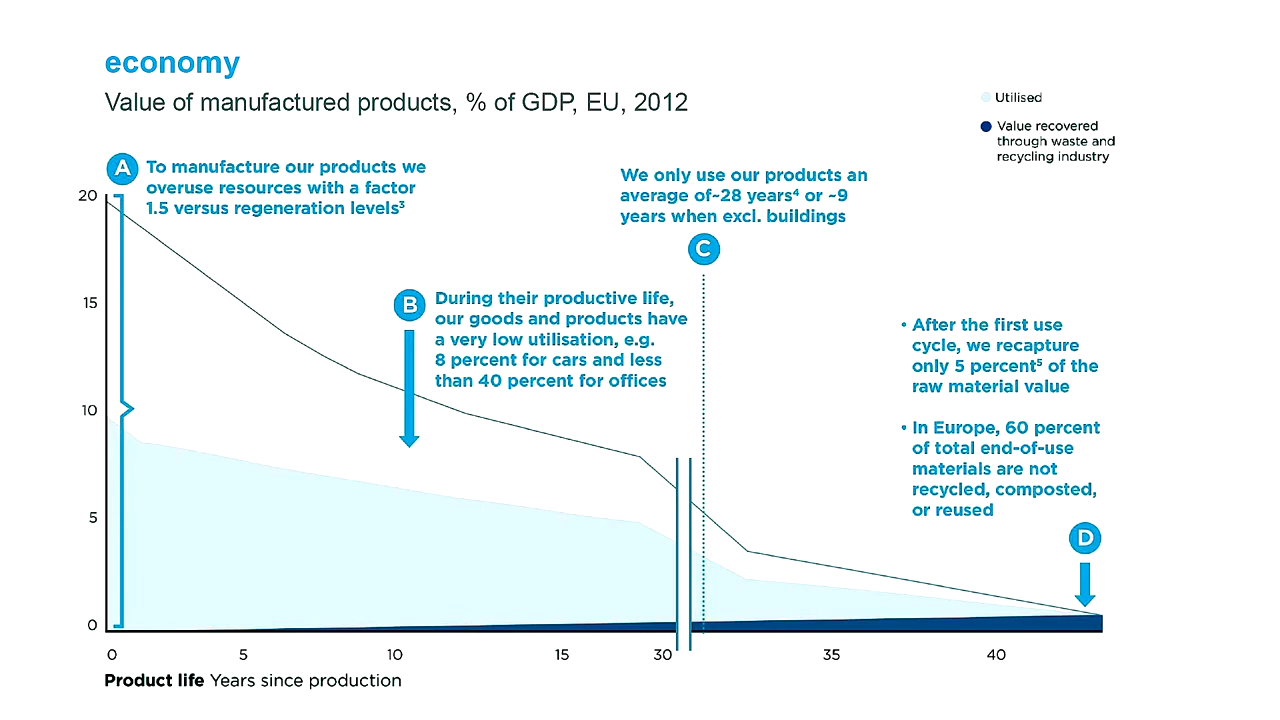 economy
Value of manufactured products, % of GDP, EU, 2012
Utilised
Value recovered
through waste and
recycling industry
A
To manufacture our products we
overuse resources with a factor
1.5 versus regeneration levels³
We only use our products an
average of~28 years⁴ or ~9
years when excl. buildings
C
B
During their productive life,
our goods and products have
a very low utilisation, e.g.
8 percent for cars and less
than 40 percent for offices
• After the first use
cycle, we recapture
only 5 percent⁵ of the
raw material value
• In Europe, 60 percent
of total end-of-use
materials are not
recycled, composted,
or reused
D
20
15
10
5
0
0 5 10 15 30 35 40
Product life Years since production